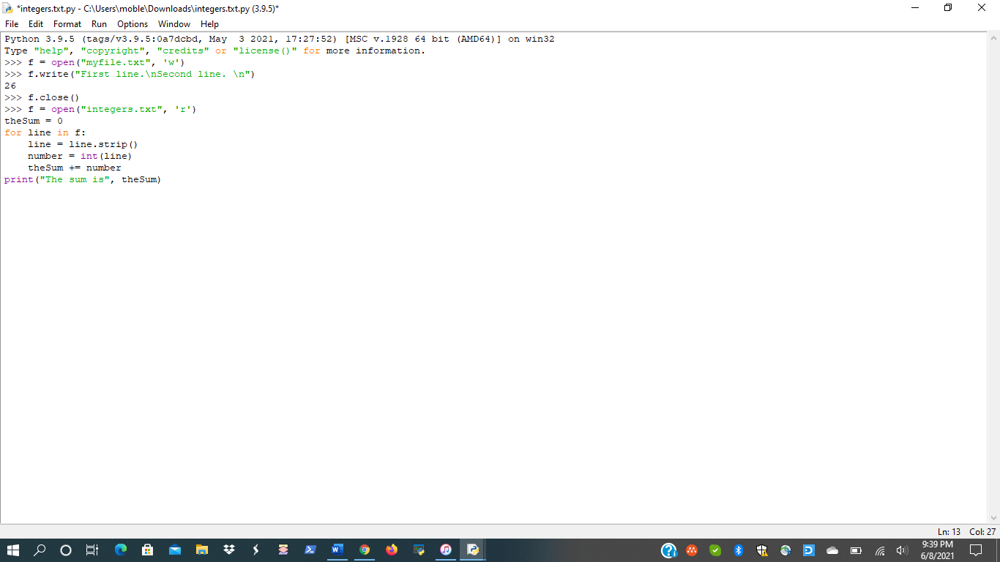 *integers.txt.py - C:\Users\moble\Downloads\integers.txt.py (3.9.5)*
File Edit Format Run Options Window Help
Python 3.9.5 (tags/v3.9.5:0a7dcbd, May  3 2021, 17:27:52) [MSC v.1928 64 bit (AMD64)] on win32
Type "help", "copyright", "credits" or "license()" for more information.
>>> f = open("myfile.txt", 'w')
>>> f.write("First line.\nSecond line. \n")
26
>>> f.close()
>>> f = open("integers.txt", 'r')
theSum = 0
for line in f:
    line = line.strip()
    number = int(line)
    theSum += number
print("The sum is", theSum)
Ln: 13 Col: 27
9:39 PM
6/8/2021